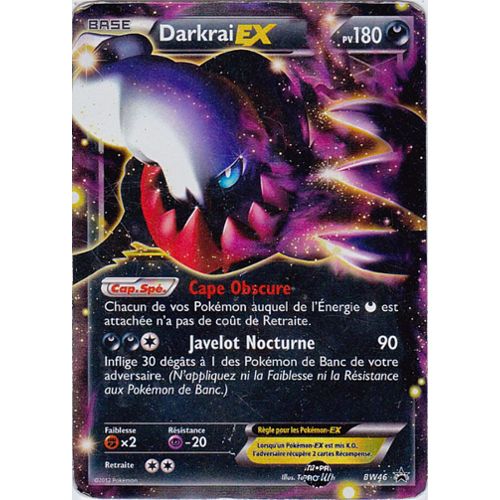 BASE DarkraiEX PV180
Cap.Spé. Cape Obscure
Chacun de vos Pokémon auquel de l'Énergie est
attachée n'a pas de coût de Retraite.
Javelot Nocturne 90
Inflige 30 dégâts à 1 des Pokémon de Banc de votre
adversaire. (N'appliquez ni la Faiblesse ni la Résistance
aux Pokémon de Banc.)
Faiblesse Résistance
×2 -20
Retraite
Règle pour les Pokémon-EX
Lorsqu'un Pokémon-EX est mis K.O.,
l'adversaire récupère 2 cartes Récompense.
©2012 Pokémon Illus. BW46
PROMO